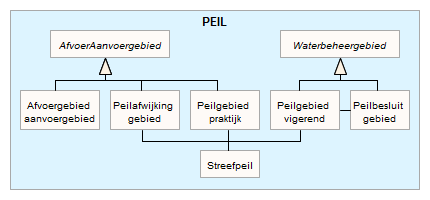 PEIL
AfvoerAanvoergebied
Waterbeheergebied
Afvoergebied
aanvoergebied
Peilafwijking
gebied
Peilgebied
praktijk
Peilgebied
vigerend
Peilbesluit
gebied
Streefpeil